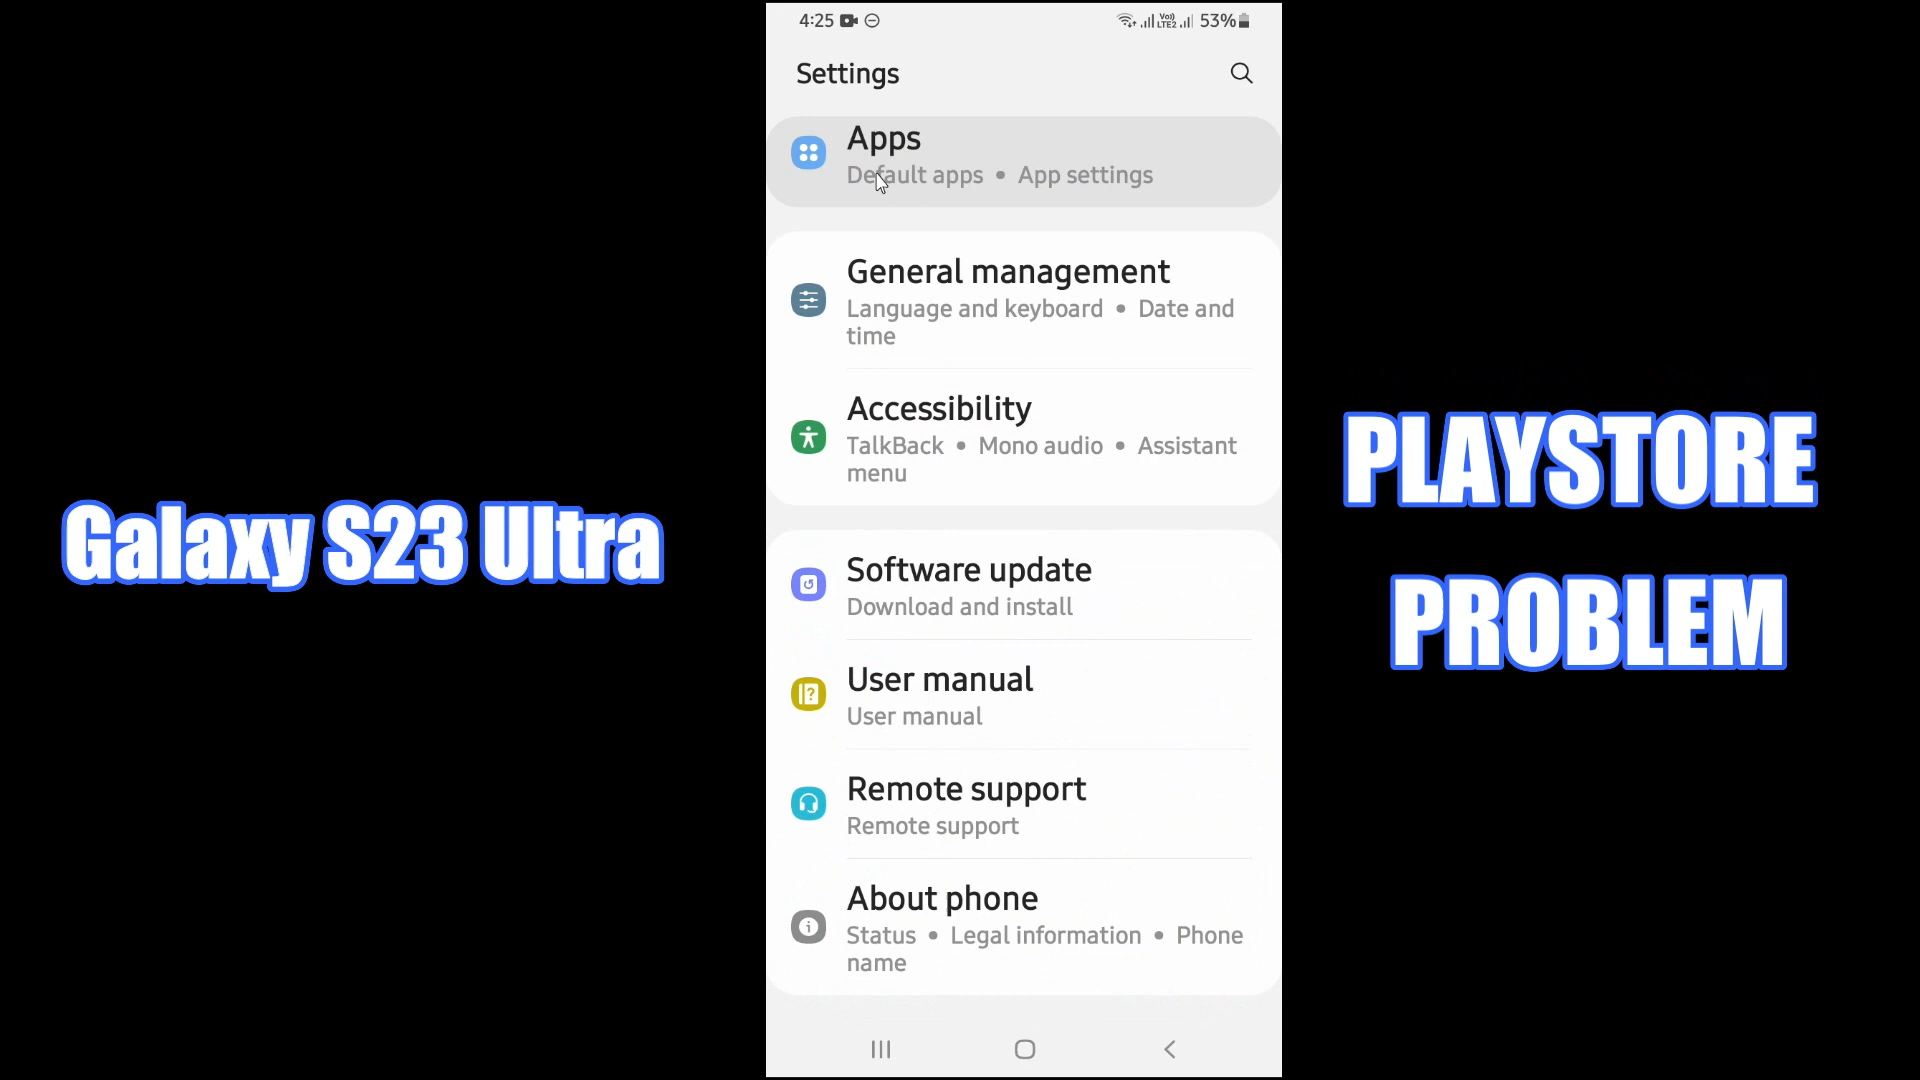 4:25
Vo)) LTE2 53%
Settings
Apps
Default apps • App settings
General management
Language and keyboard • Date and
time
Accessibility
TalkBack • Mono audio • Assistant
menu
Software update
Download and install
User manual
User manual
Remote support
Remote support
About phone
Status • Legal information • Phone
name
Galaxy S23 Ultra
PLAYSTORE
PROBLEM